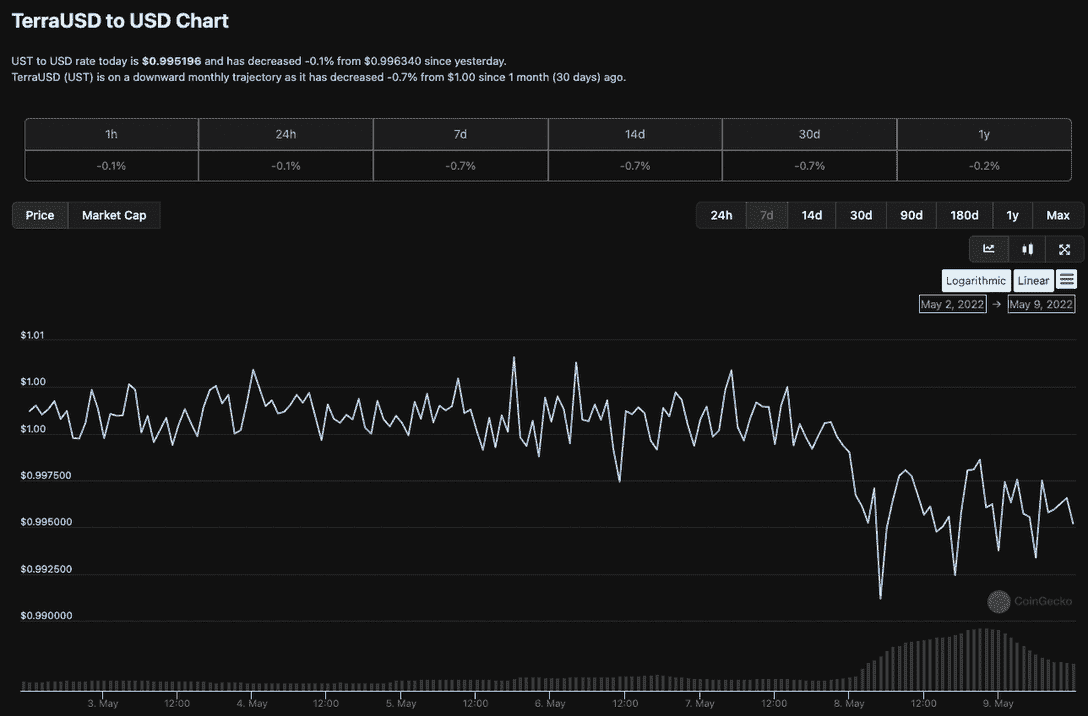 TerraUSD to USD Chart
UST to USD rate today is $0.995196 and has decreased -0.1% from $0.996340 since yesterday.
TerraUSD (UST) is on a downward monthly trajectory as it has decreased -0.7% from $1.00 since 1 month (30 days) ago.
1h 24h 7d 14d 30d 1y
-0.1% -0.1% -0.7% -0.7% -0.7% -0.2%
Price Market Cap 24h 7d 14d 30d 90d 180d 1y Max
Logarithmic Linear
May 2, 2022 → May 9, 2022
$1.01
$1.00
$1.00
$0.997500
$0.995000
$0.992500
$0.990000
CoinGecko
3. May 12:00 4. May 12:00 5. May 12:00 6. May 12:00 7. May 12:00 8. May 12:00 9. May